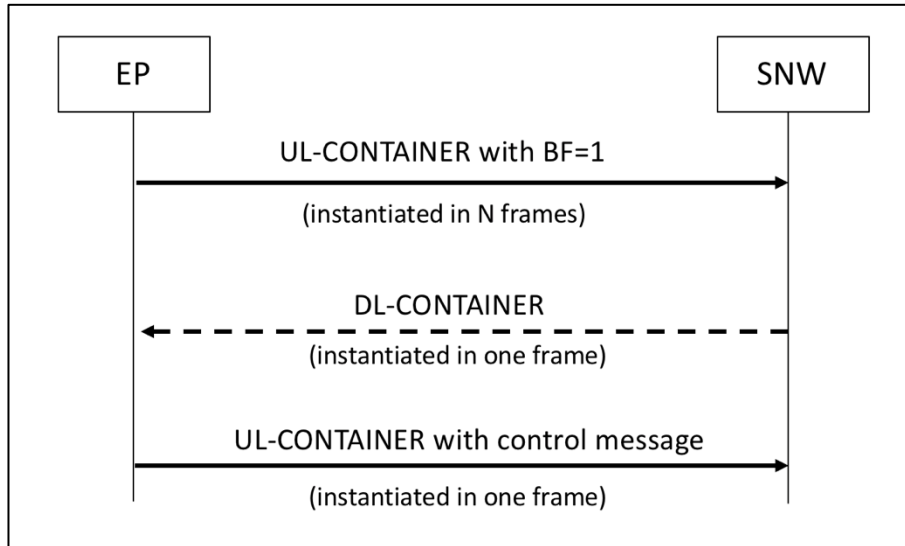 EP
SNW
UL-CONTAINER with BF=1
(instantiated in N frames)
DL-CONTAINER
(instantiated in one frame)
UL-CONTAINER with control message
(instantiated in one frame)